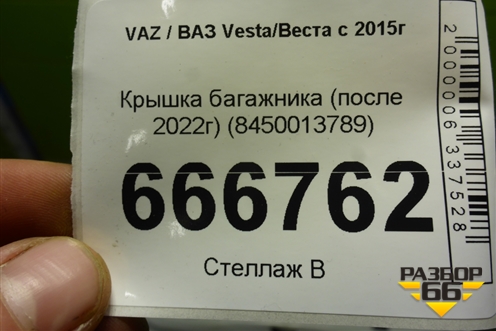 VAZ / ВАЗ Vesta/Веста с 2015г
Крышка багажника (после
2022г) (8450013789)
666762
Стеллаж В
2000006337528
РАЗБОР
66